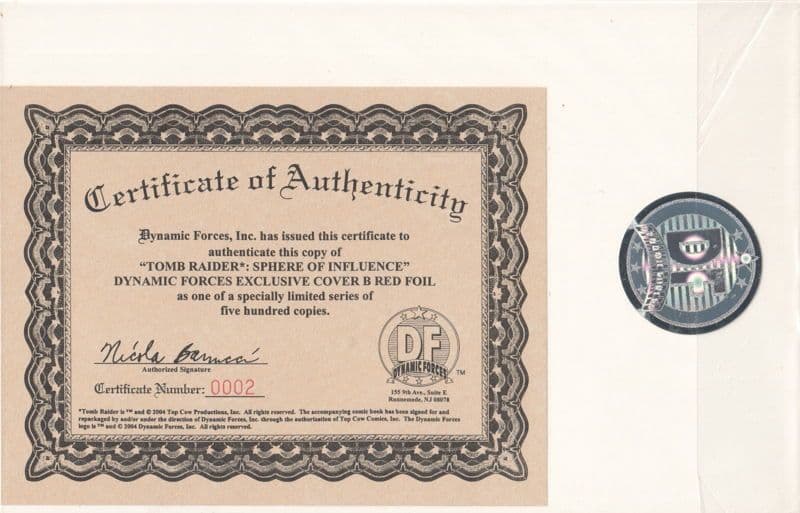 Certificate of Authenticity
Dynamic Forces, Inc. has issued this certificate to
authenticate this copy of
"TOMB RAIDER*: SPHERE OF INFLUENCE"
DYNAMIC FORCES EXCLUSIVE COVER B RED FOIL
as one of a specially limited series of
five hundred copies.
Authorized Signature
Certificate Number: 0002
DF
DYNAMIC FORCES
TM
155 9th Ave., Suite E
Runnemede, NJ 08078
*Tomb Raider is ™ and © 2004 Top Cow Productions, Inc. All rights reserved. The accompanying comic book has been signed for and
repackaged by and/or under the direction of Dynamic Forces, Inc. through the authorization of Top Cow Comics, Inc. The Dynamic Forces
logo is ™ and © 2004 Dynamic Forces, Inc. All rights reserved.
DF